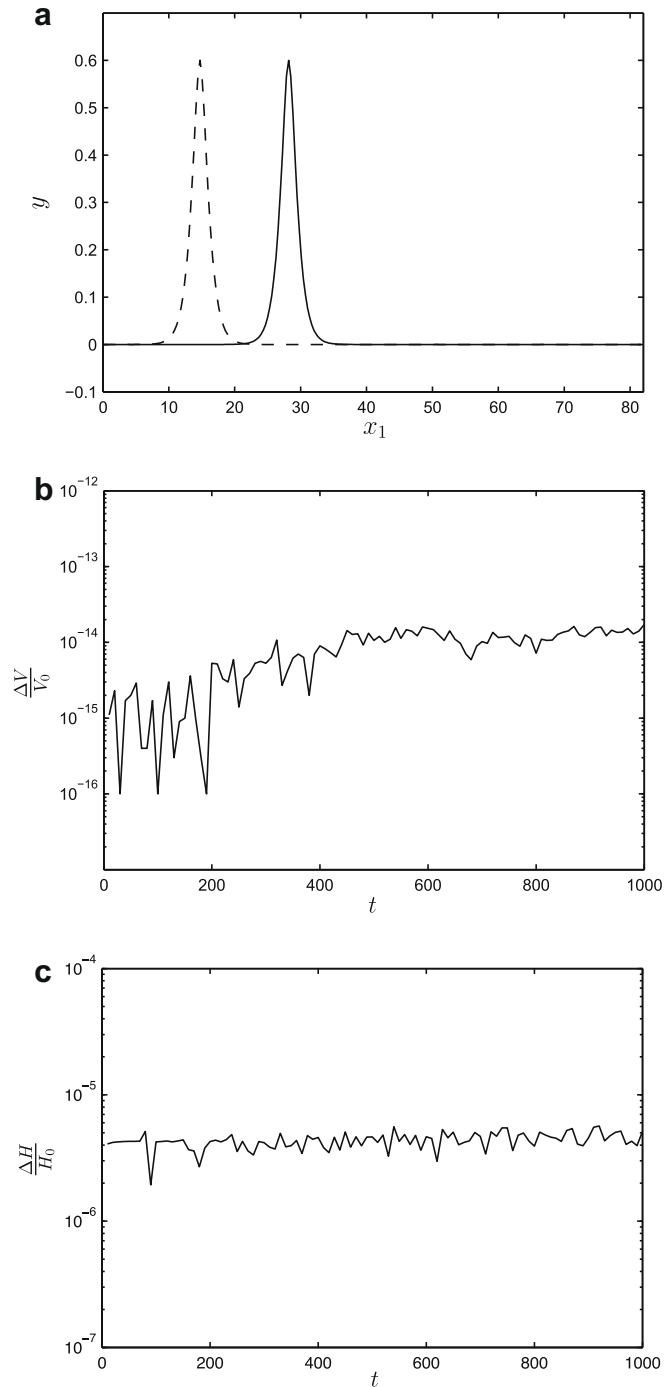 a
0.6
0.5
0.4
0.3
0.2
0.1
0
−0.1
y
0 10 20 30 40 50 60 70 80
x₁
b
10⁻¹²
10⁻¹³
10⁻¹⁴
10⁻¹⁵
10⁻¹⁶
ΔV
V₀
0 200 400 600 800 1000
t
c
10⁻⁴
10⁻⁵
10⁻⁶
10⁻⁷
ΔH
H₀
0 200 400 600 800 1000
t